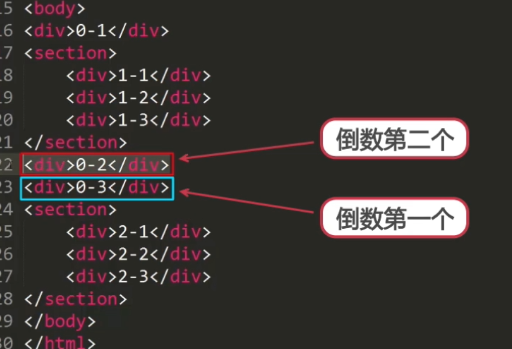 15 <body>
16 <div>0-1</div>
17 <section>
18     <div>1-1</div>
19     <div>1-2</div>
20     <div>1-3</div>
21 </section>
倒数第二个
22 <div>0-2</div>
23 <div>0-3</div>
倒数第一个
24 <section>
25     <div>2-1</div>
26     <div>2-2</div>
27     <div>2-3</div>
28 </section>
29 </body>
30 </html>